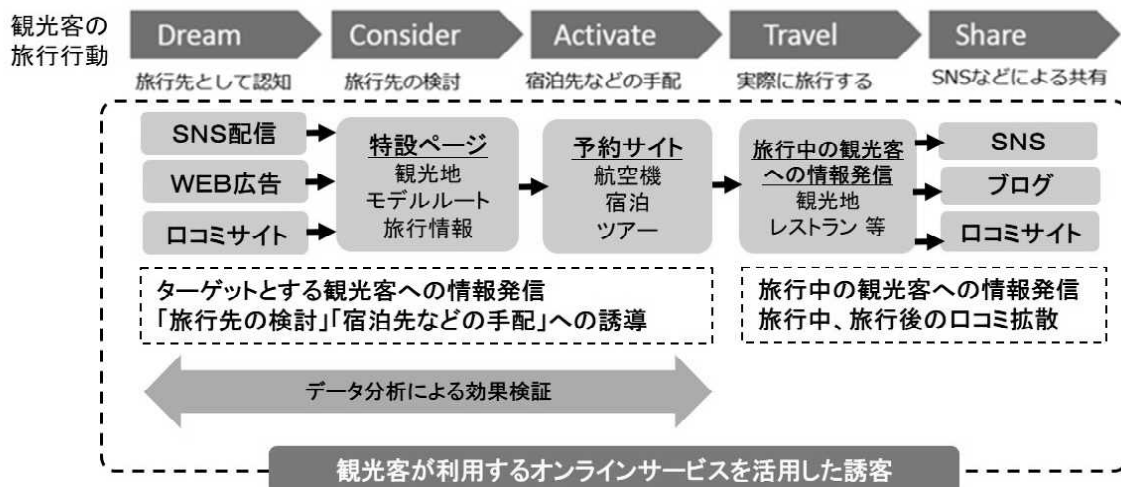 観光客の
旅行行動
Dream
Consider
Activate
Travel
Share
旅行先として認知
旅行先の検討
宿泊先などの手配
実際に旅行する
SNSなどによる共有
SNS配信
WEB広告
口コミサイト
特設ページ
観光地
モデルルート
旅行情報
予約サイト
航空機
宿泊
ツアー
旅行中の観光客
への情報発信
観光地
レストラン 等
SNS
ブログ
口コミサイト
ターゲットとする観光客への情報発信
「旅行先の検討」「宿泊先などの手配」への誘導
旅行中の観光客への情報発信
旅行中、旅行後の口コミ拡散
データ分析による効果検証
観光客が利用するオンラインサービスを活用した誘客